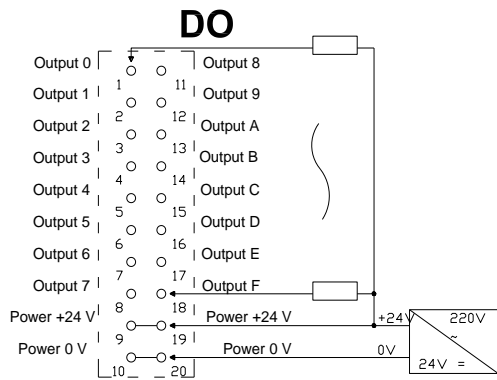 DO
Output 0 Output 8
1 11
Output 1 Output 9
2 12
Output 2 Output A
3 13
Output 3 Output B
4 14
Output 4 Output C
5 15
Output 5 Output D
6 16
Output 6 Output E
7 17
Output 7 Output F
8 18
Power +24 V Power +24 V +24V 220V
9 19 ~
Power 0 V Power 0 V 0V
10 20 24V =